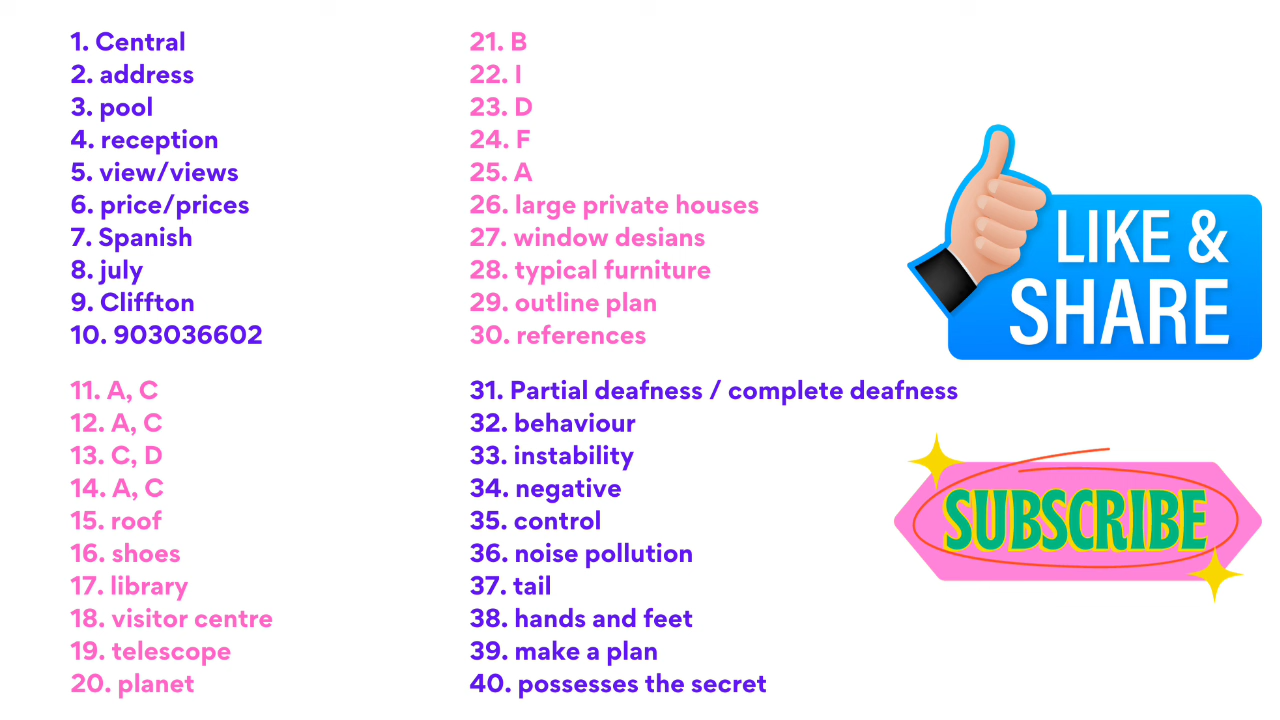 1. Central
2. address
3. pool
4. reception
5. view/views
6. price/prices
7. Spanish
8. july
9. Cliffton
10. 903036602
11. A, C
12. A, C
13. C, D
14. A, C
15. roof
16. shoes
17. library
18. visitor centre
19. telescope
20. planet
21. B
22. I
23. D
24. F
25. A
26. large private houses
27. window desians
28. typical furniture
29. outline plan
30. references
31. Partial deafness / complete deafness
32. behaviour
33. instability
34. negative
35. control
36. noise pollution
37. tail
38. hands and feet
39. make a plan
40. possesses the secret
LIKE &
SHARE
SUBSCRIBE